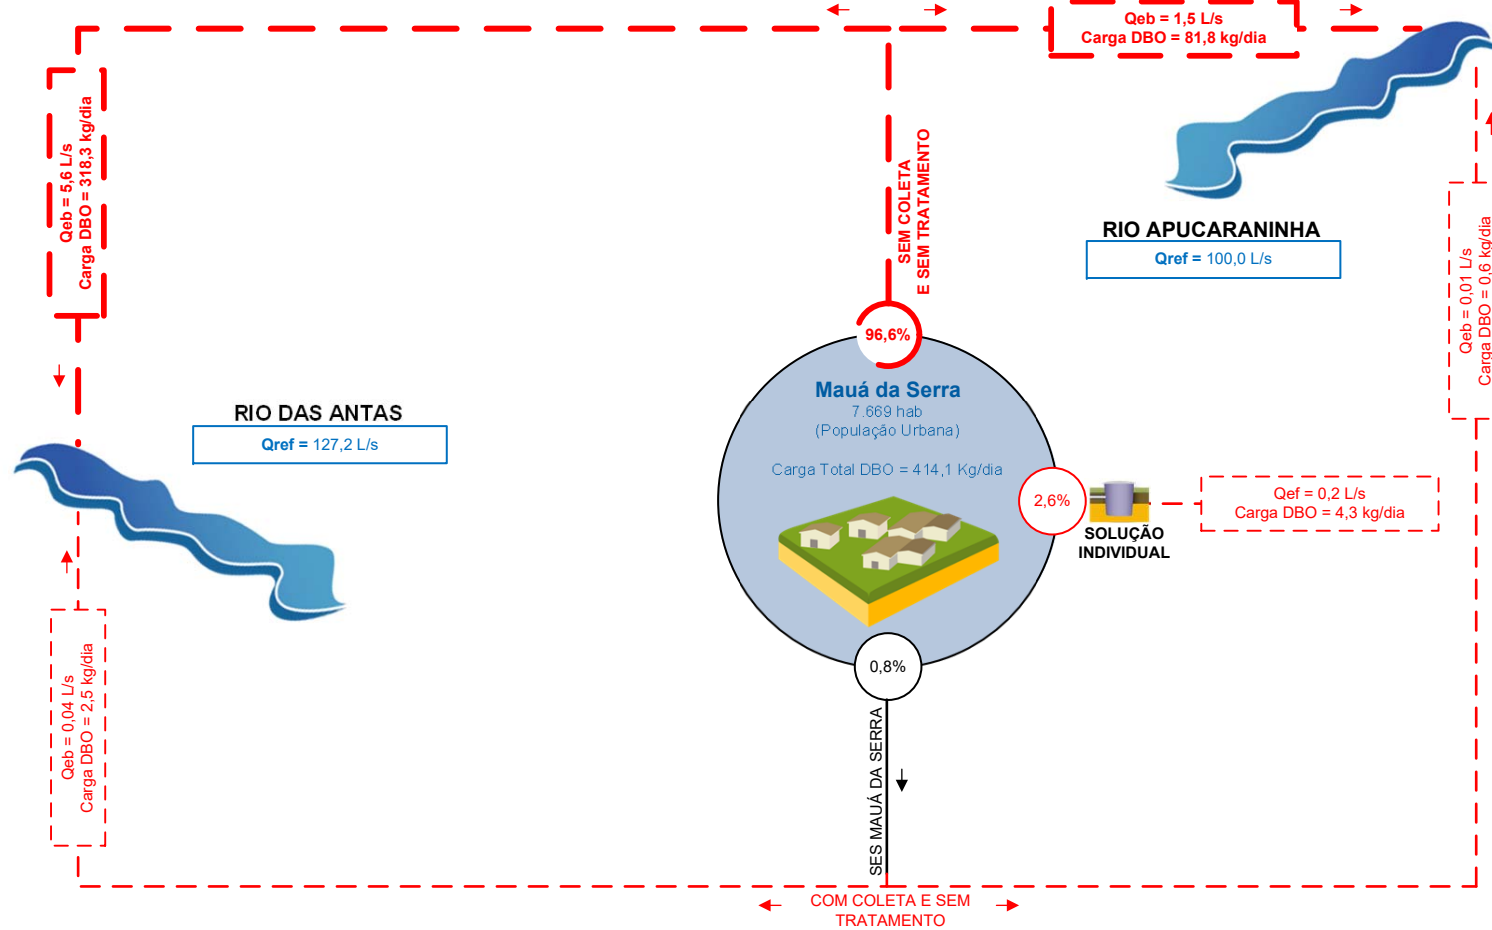 Qeb = 1,5 L/s
Carga DBO = 81,8 kg/dia
Qeb = 5,6 L/s
Carga DBO = 318,3 kg/dia
SEM COLETA
E SEM TRATAMENTO
RIO APUCARANINHA
Qref = 100,0 L/s
Qeb = 0,01 L/s
Carga DBO = 0,6 kg/dia
96,6%
Mauá da Serra
7.669 hab
(População Urbana)
Carga Total DBO = 414,1 Kg/dia
RIO DAS ANTAS
Qref = 127,2 L/s
2,6%
SOLUÇÃO
INDIVIDUAL
Qef = 0,2 L/s
Carga DBO = 4,3 kg/dia
0,8%
Qeb = 0,04 L/s
Carga DBO = 2,5 kg/dia
SES MAUÁ DA SERRA
COM COLETA E SEM
TRATAMENTO